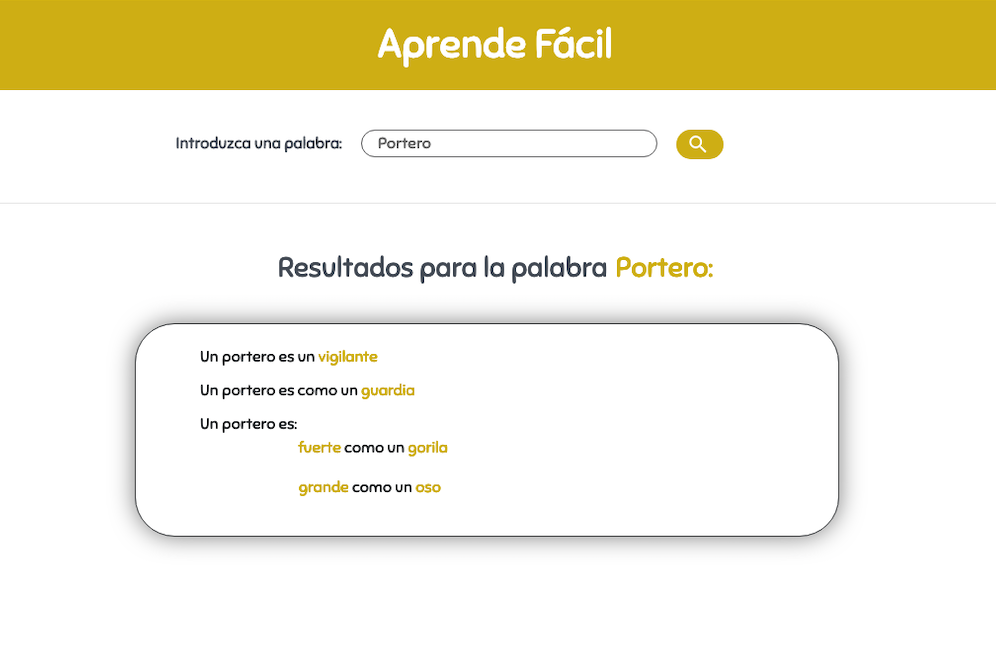 Aprende Fácil
Introduzca una palabra: Portero
Resultados para la palabra Portero:
Un portero es un vigilante
Un portero es como un guardia
Un portero es:
fuerte como un gorila
grande como un oso